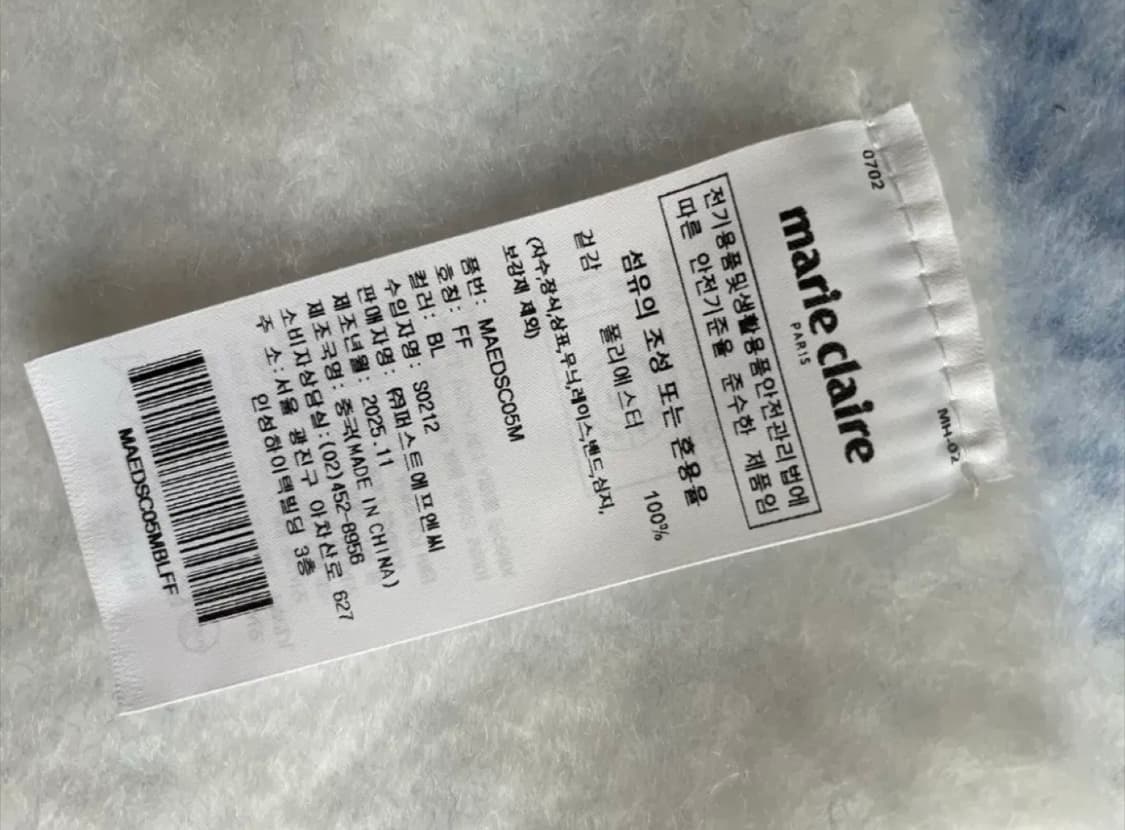 0702
MH-02
marie claire
PARIS
전기용품및생활용품안전관리법에
따른 안전기준을 준수한 제품임
섬유의 조성 또는 혼용율
겉감 폴리에스터 100%
(자수,장식,상표,무늬,레이스,밴드,심지,
보강재 제외)
품번: MAEDSC05M
호칭: FF
컬러: BL
수입자명: S0212
판매자명: ㈜퍼스트에프엔씨
제조년월: 2025.11
제조국명: 중국(MADE IN CHINA)
소비자상담실:(02)452-8956
주 소:서울 광진구 아차산로 627
인성하이텍빌딩 3층
MAEDSC05MBLFF